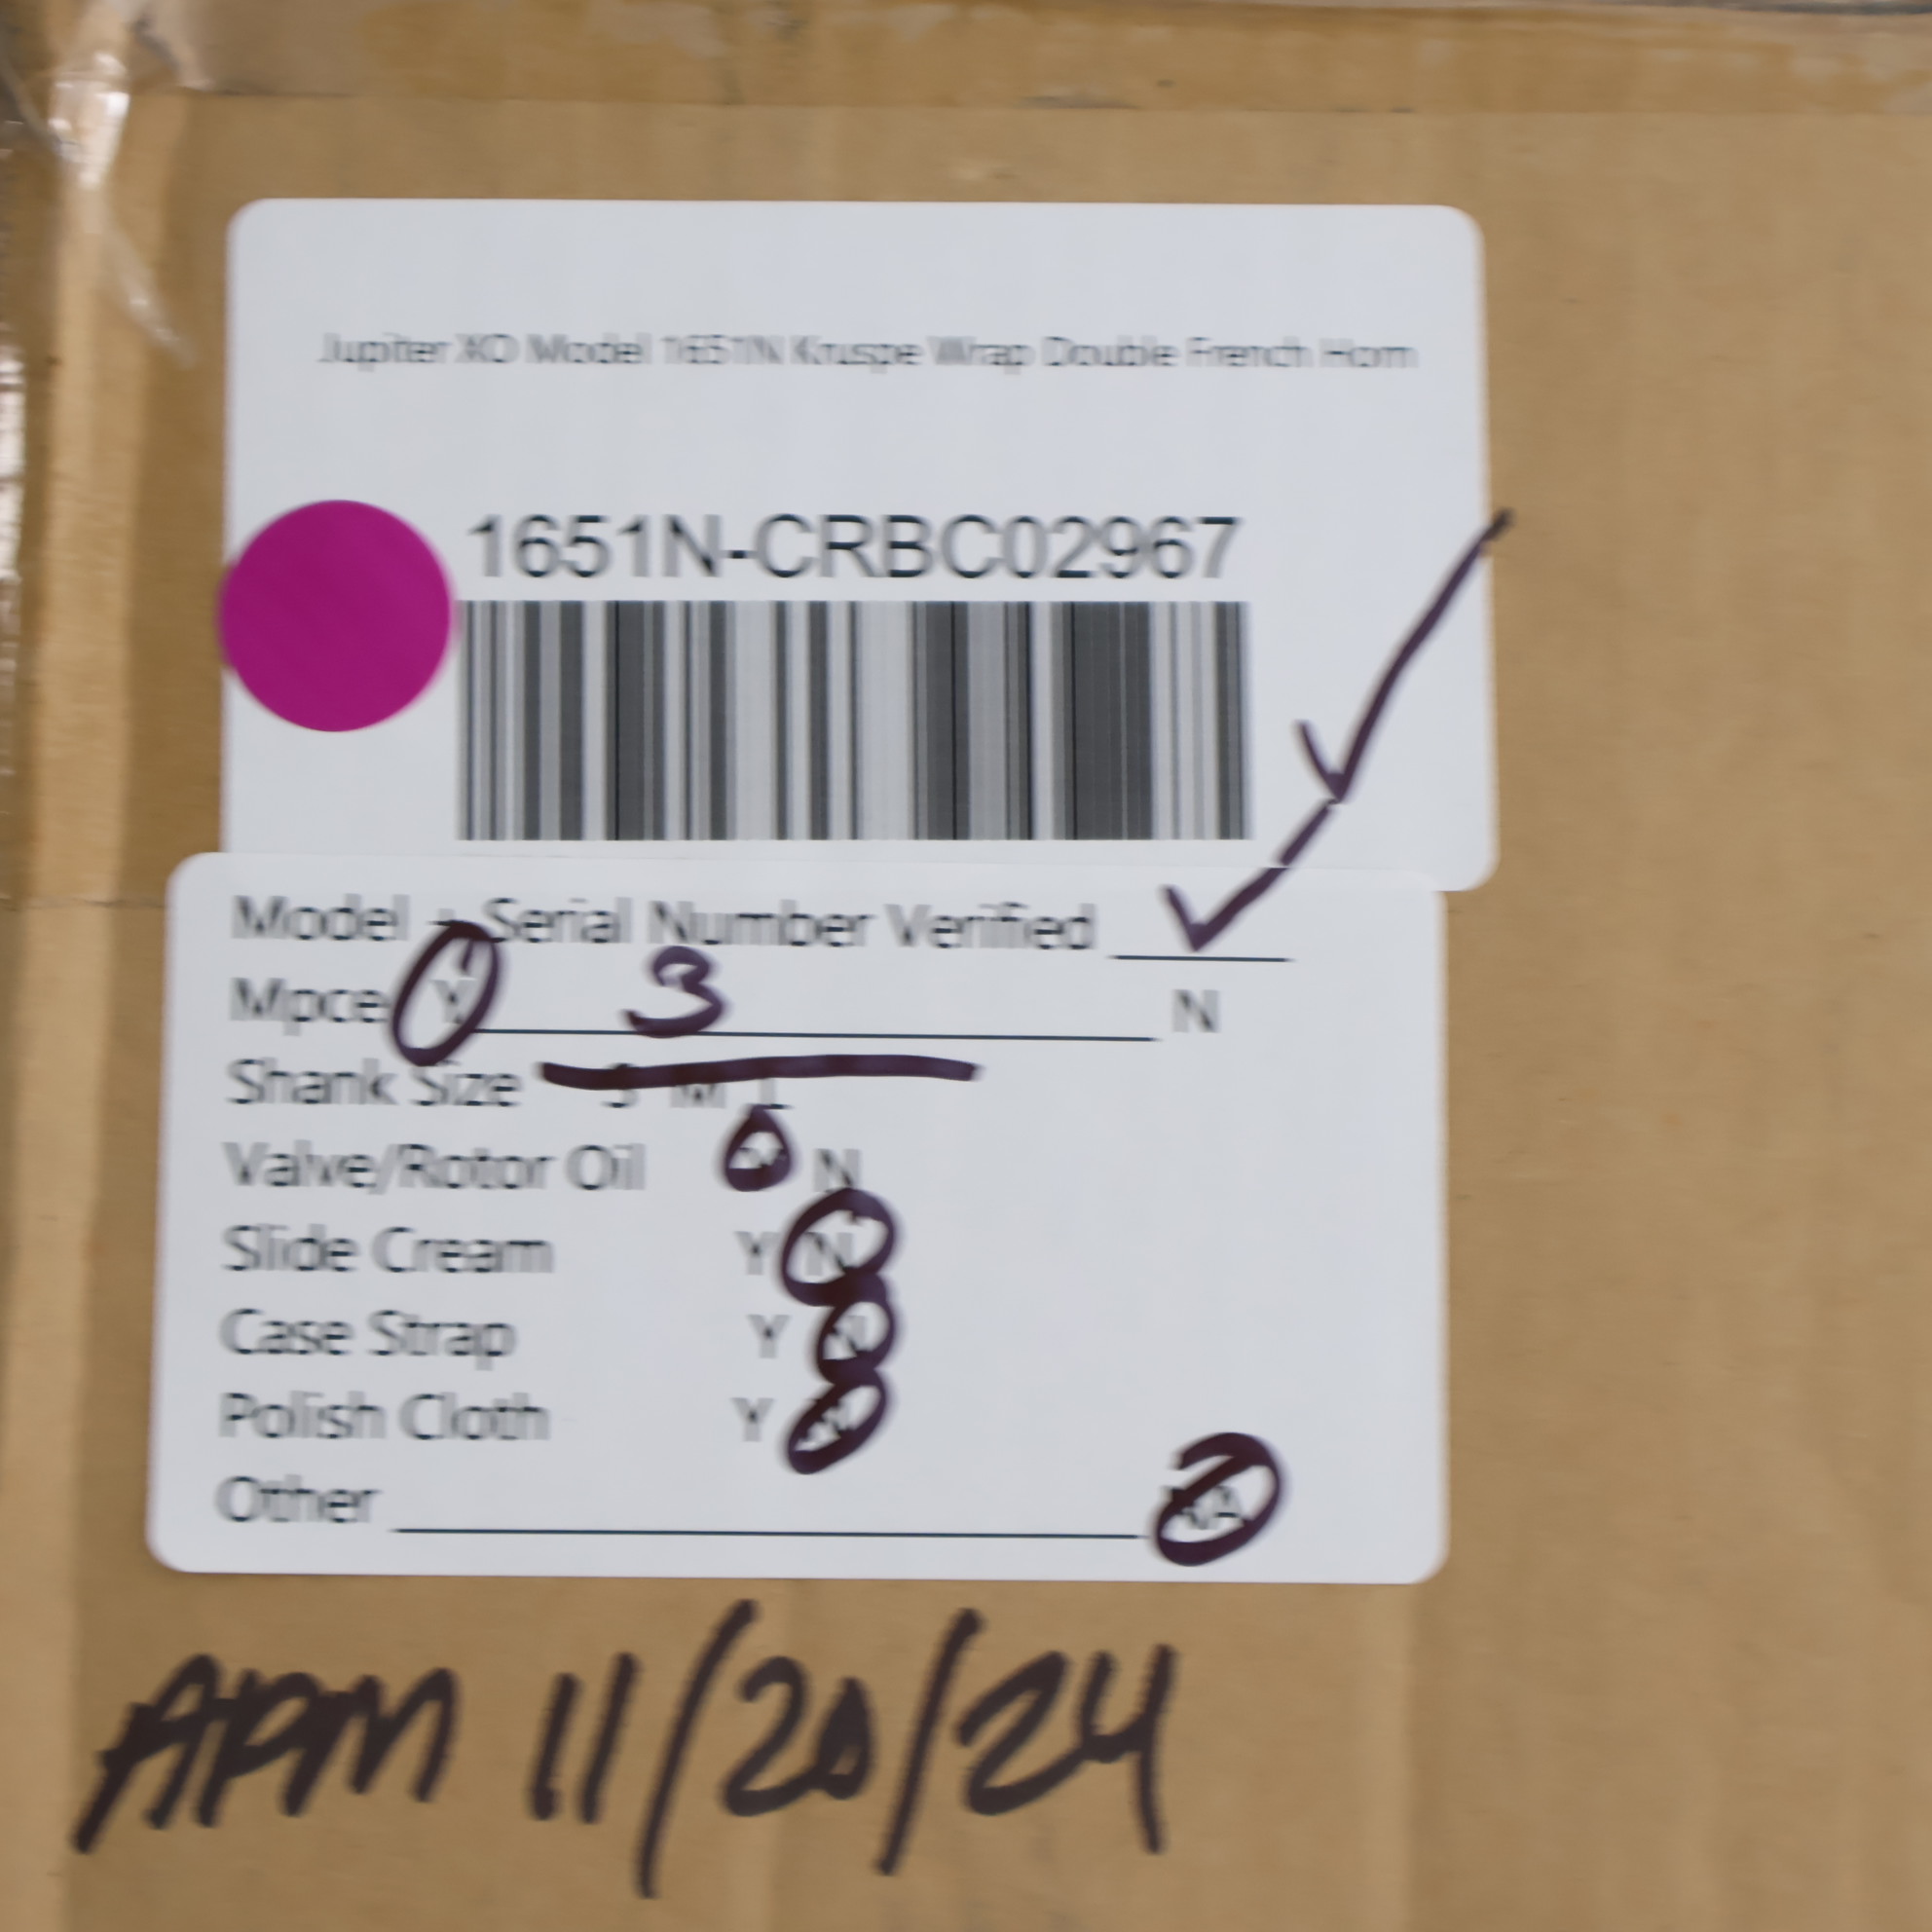 Jupiter XO Model 1651N Kruspe Wrap Double French Horn
1651N-CRBC02967
Model + Serial Number Verified ✓
Mpce Y 3 N
Shank Size S M L
Valve/Rotor Oil Y N
Slide Cream Y N
Case Strap Y N
Polish Cloth Y N
Other NA
APM 11/20/24